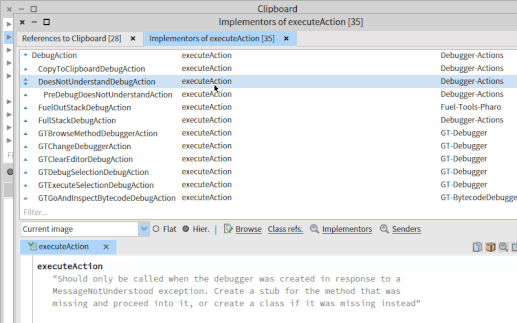 Clipboard
Implementors of executeAction [35]
References to Clipboard [28] Implementors of executeAction [35]
DebugAction executeAction Debugger-Actions
CopyToClipboardDebugAction executeAction Debugger-Actions
DoesNotUnderstandDebugAction executeAction Debugger-Actions
PreDebugDoesNotUnderstandAction executeAction Debugger-Actions
FuelOutStackDebugAction executeAction Fuel-Tools-Pharo
FullStackDebugAction executeAction Debugger-Actions
GTBrowseMethodDebuggerAction executeAction GT-Debugger
GTChangeDebuggerAction executeAction GT-Debugger
GTClearEditorDebugAction executeAction GT-Debugger
GTDebugSelectionDebugAction executeAction GT-Debugger
GTExecuteSelectionDebugAction executeAction GT-Debugger
GTGoAndInspectBytecodeDebugAction executeAction GT-BytecodeDebugge
Filter...
Current image Flat Hier. | Browse Class refs. Implementors Senders
executeAction
executeAction
"Should only be called when the debugger was created in response to a
MessageNotUnderstood exception. Create a stub for the method that was
missing and proceed into it, or create a class if it was missing instead"